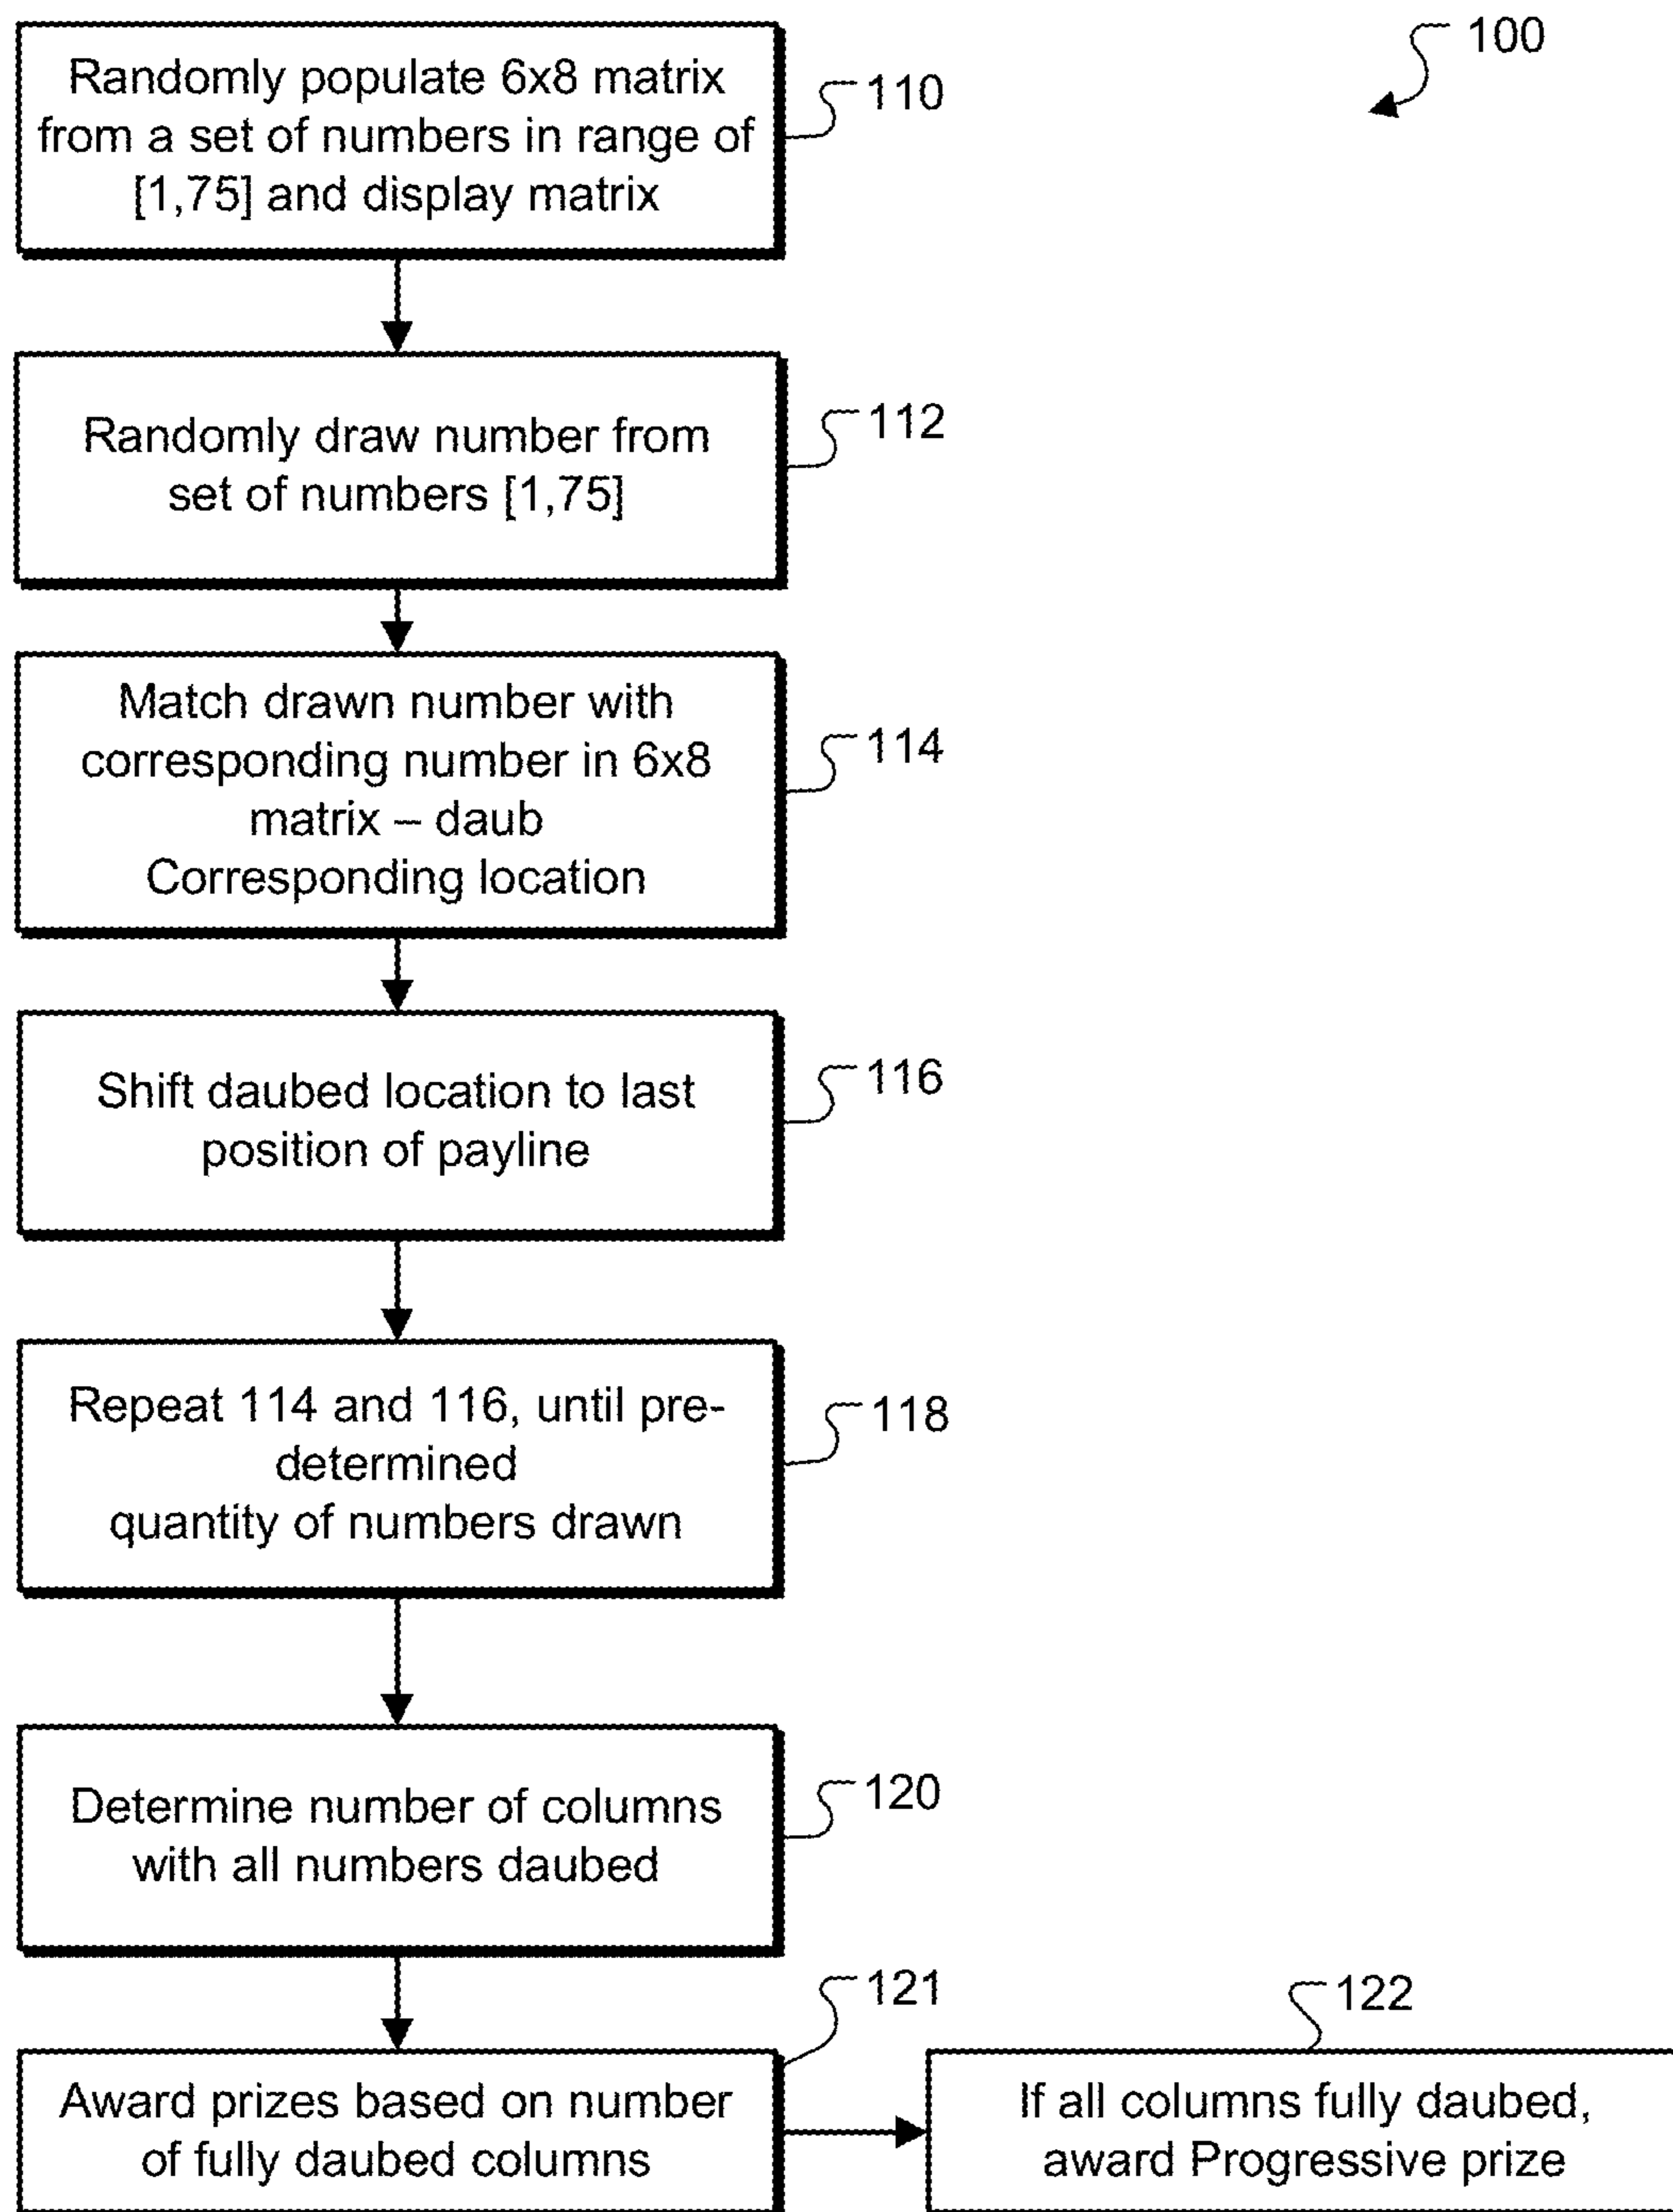 100
Randomly populate 6x8 matrix
from a set of numbers in range of
[1,75] and display matrix
110
Randomly draw number from
set of numbers [1,75]
112
Match drawn number with
corresponding number in 6x8
matrix – daub
Corresponding location
114
Shift daubed location to last
position of payline
116
Repeat 114 and 116, until pre-
determined
quantity of numbers drawn
118
Determine number of columns
with all numbers daubed
120
Award prizes based on number
of fully daubed columns
121
If all columns fully daubed,
award Progressive prize
122